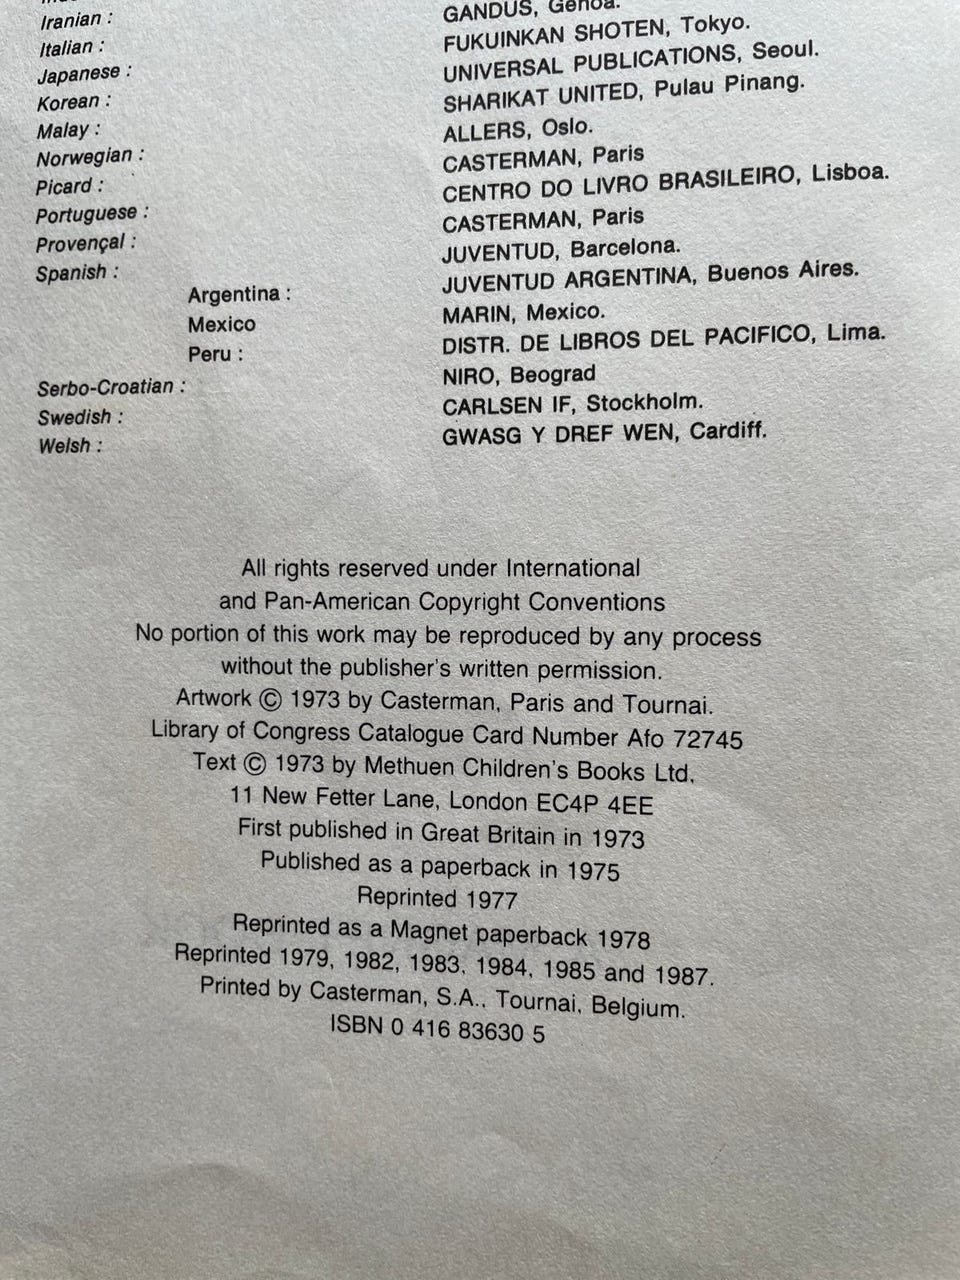 Iranian :
Italian : GANDUS, Genoa.
Japanese : FUKUINKAN SHOTEN, Tokyo.
Korean : UNIVERSAL PUBLICATIONS, Seoul.
Malay : SHARIKAT UNITED, Pulau Pinang.
Norwegian : ALLERS, Oslo.
Picard : CASTERMAN, Paris
Portuguese : CENTRO DO LIVRO BRASILEIRO, Lisboa.
Provençal : CASTERMAN, Paris
Spanish : JUVENTUD, Barcelona.
Argentina : JUVENTUD ARGENTINA, Buenos Aires.
Mexico MARIN, Mexico.
Peru : DISTR. DE LIBROS DEL PACIFICO, Lima.
Serbo-Croatian : NIRO, Beograd
Swedish : CARLSEN IF, Stockholm.
Welsh : GWASG Y DREF WEN, Cardiff.
All rights reserved under International
and Pan-American Copyright Conventions
No portion of this work may be reproduced by any process
without the publisher's written permission.
Artwork © 1973 by Casterman, Paris and Tournai.
Library of Congress Catalogue Card Number Afo 72745
Text © 1973 by Methuen Children's Books Ltd,
11 New Fetter Lane, London EC4P 4EE
First published in Great Britain in 1973
Published as a paperback in 1975
Reprinted 1977
Reprinted as a Magnet paperback 1978
Reprinted 1979, 1982, 1983, 1984, 1985 and 1987.
Printed by Casterman, S.A., Tournai, Belgium.
ISBN 0 416 83630 5